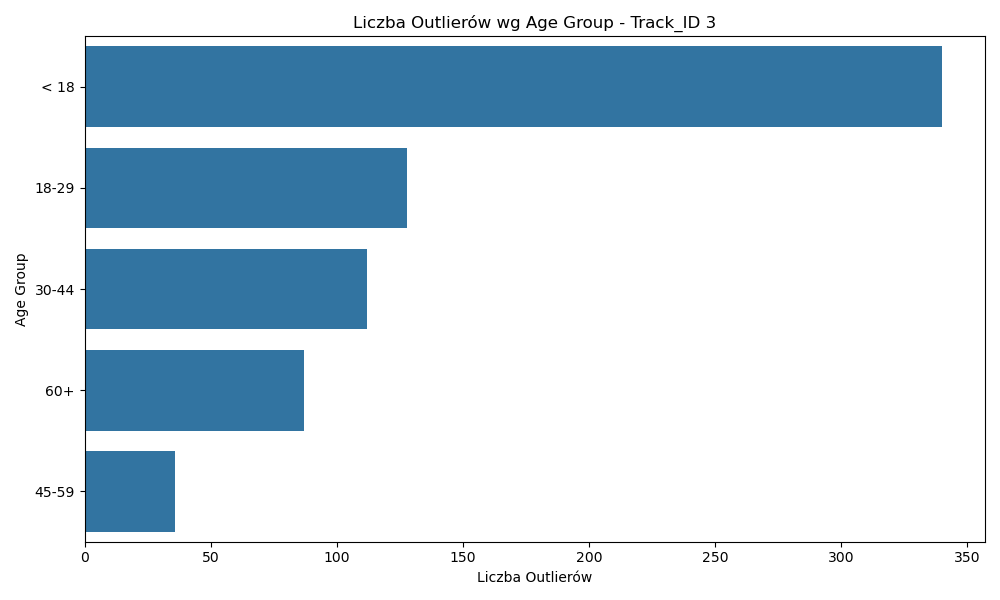 Liczba Outlierów wg Age Group - Track_ID 3
Age Group
< 18
18-29
30-44
60+
45-59
0 50 100 150 200 250 300 350
Liczba Outlierów